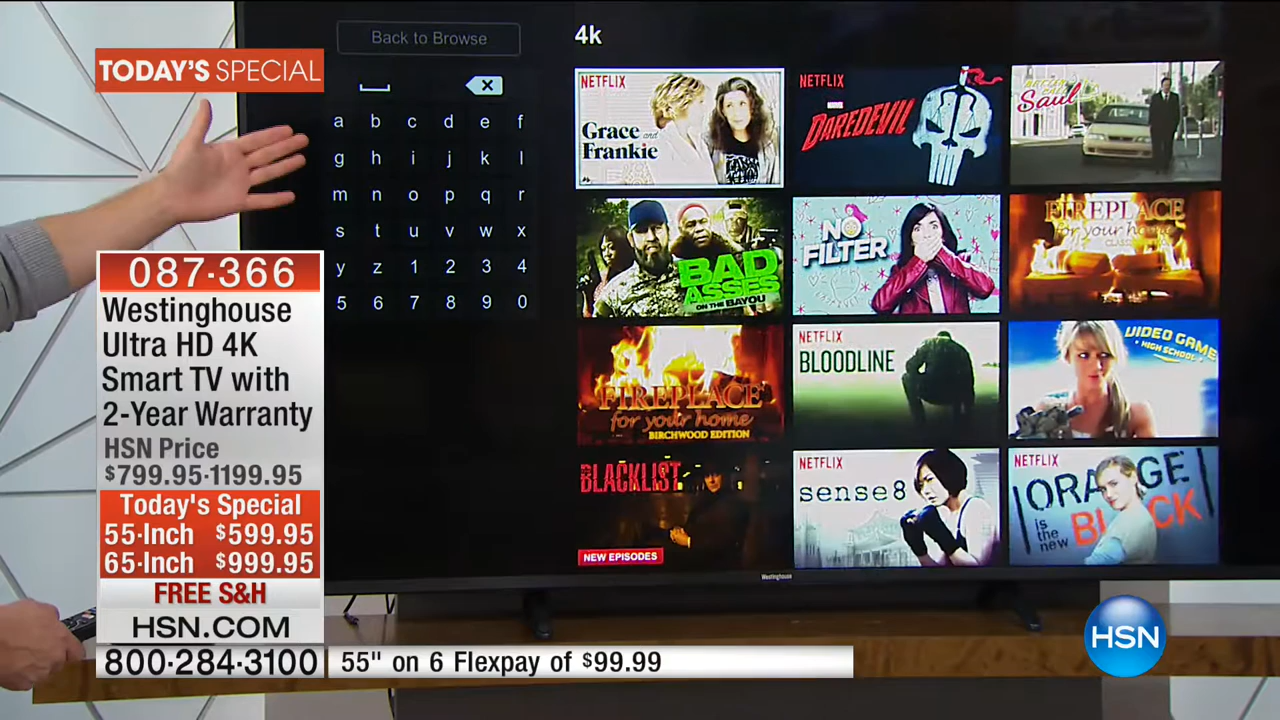 TODAY'S SPECIAL
087·366
Westinghouse
Ultra HD 4K
Smart TV with
2-Year Warranty
HSN Price
$799.95-1199.95
Today's Special
55-Inch $599.95
65-Inch $999.95
FREE S&H
HSN.COM
800·284·3100
55" on 6 Flexpay of $99.99
HSN
Back to Browse
a b c d e f
g h i j k l
m n o p q r
s t u v w x
y z 1 2 3 4
5 6 7 8 9 0
4k
NETFLIX
Grace and
Frankie
NETFLIX
MARVEL
DAREDEVIL
Saul
BAD
ASSES
ON THE BAYOU
NO
FILTER
FIREPLACE
for your home
FIREPLACE
for your home
BIRCHWOOD EDITION
NETFLIX
BLOODLINE
VIDEO GAME
HIGH SCHOOL
BLACKLIST
NEW EPISODES
NETFLIX
sense8
NETFLIX
ORANGE
is
the
new
BLACK
Westinghouse